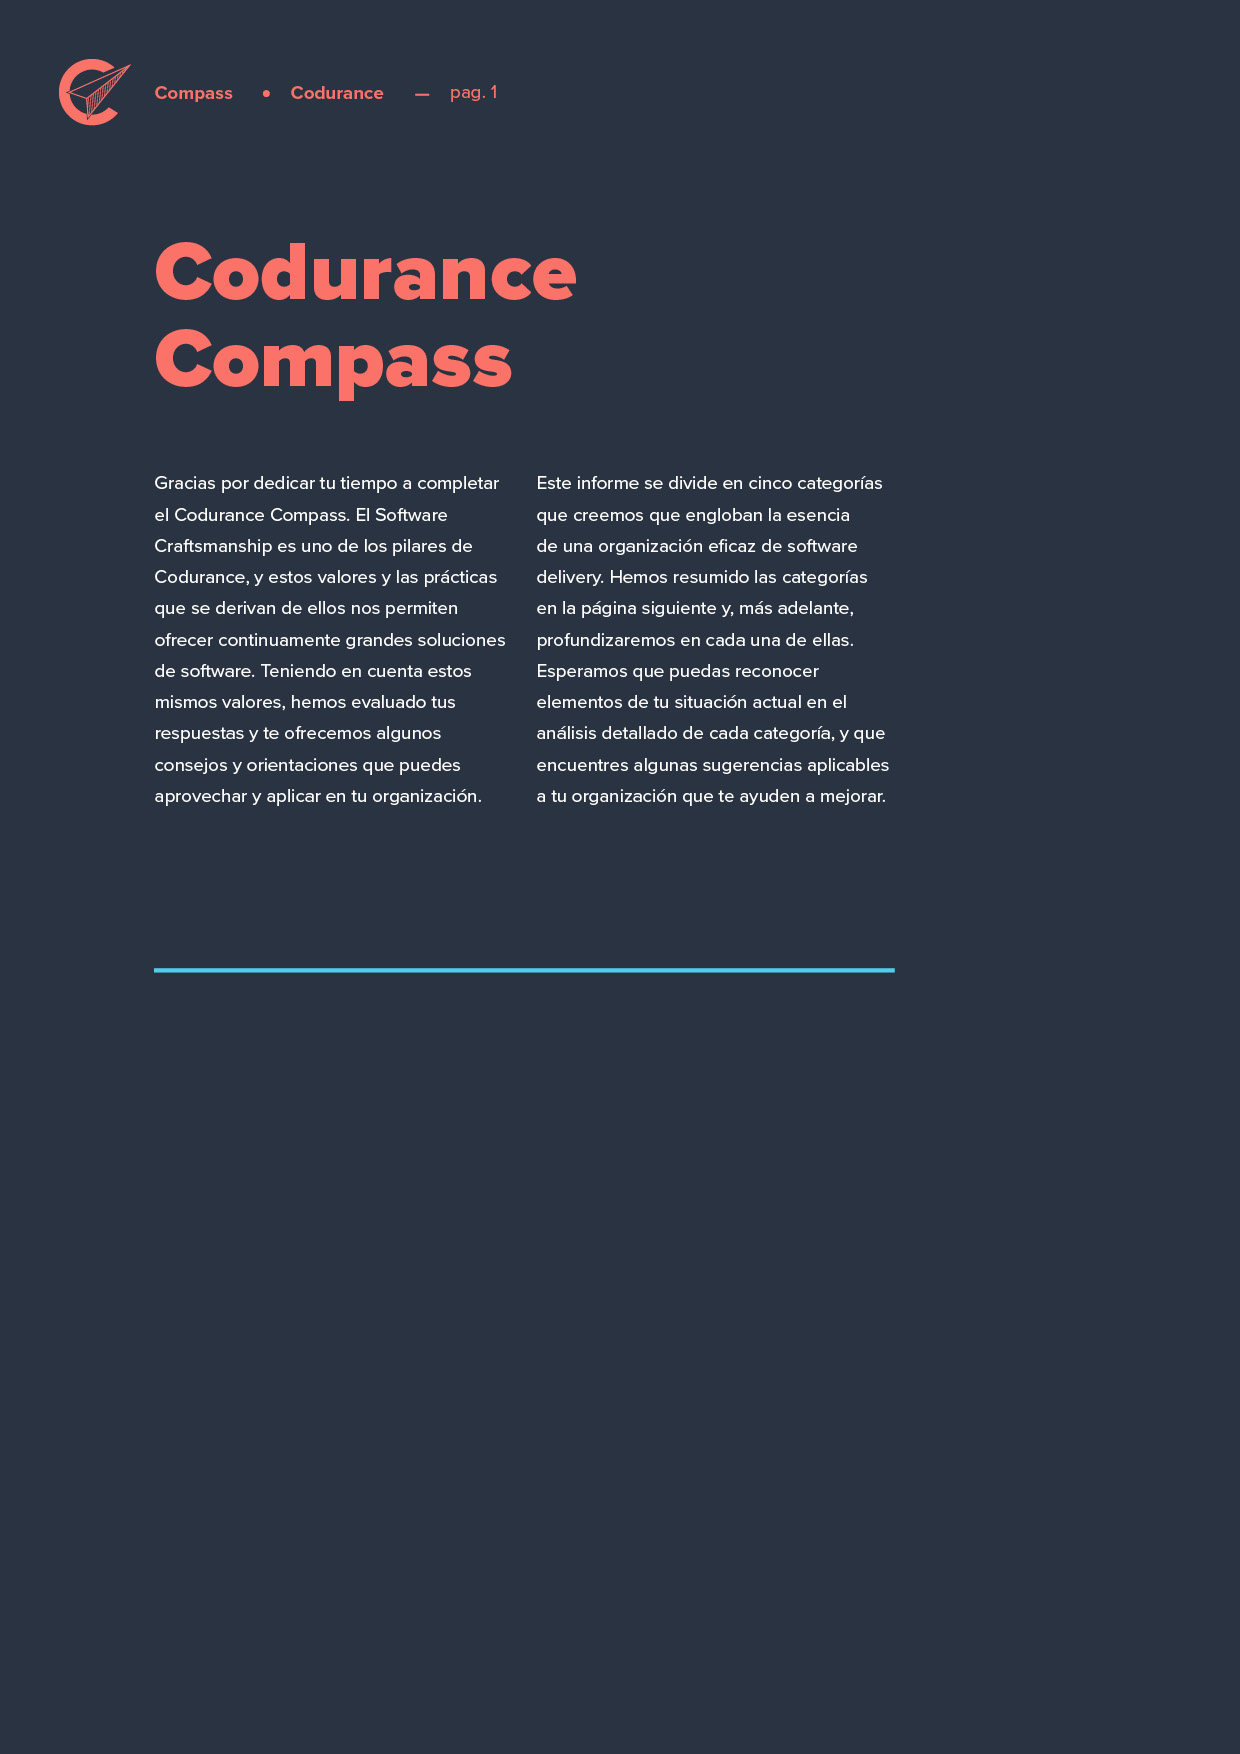 Compass • Codurance — pag. 1
Codurance
Compass
Gracias por dedicar tu tiempo a completar
el Codurance Compass. El Software
Craftsmanship es uno de los pilares de
Codurance, y estos valores y las prácticas
que se derivan de ellos nos permiten
ofrecer continuamente grandes soluciones
de software. Teniendo en cuenta estos
mismos valores, hemos evaluado tus
respuestas y te ofrecemos algunos
consejos y orientaciones que puedes
aprovechar y aplicar en tu organización.
Este informe se divide en cinco categorías
que creemos que engloban la esencia
de una organización eficaz de software
delivery. Hemos resumido las categorías
en la página siguiente y, más adelante,
profundizaremos en cada una de ellas.
Esperamos que puedas reconocer
elementos de tu situación actual en el
análisis detallado de cada categoría, y que
encuentres algunas sugerencias aplicables
a tu organización que te ayuden a mejorar.